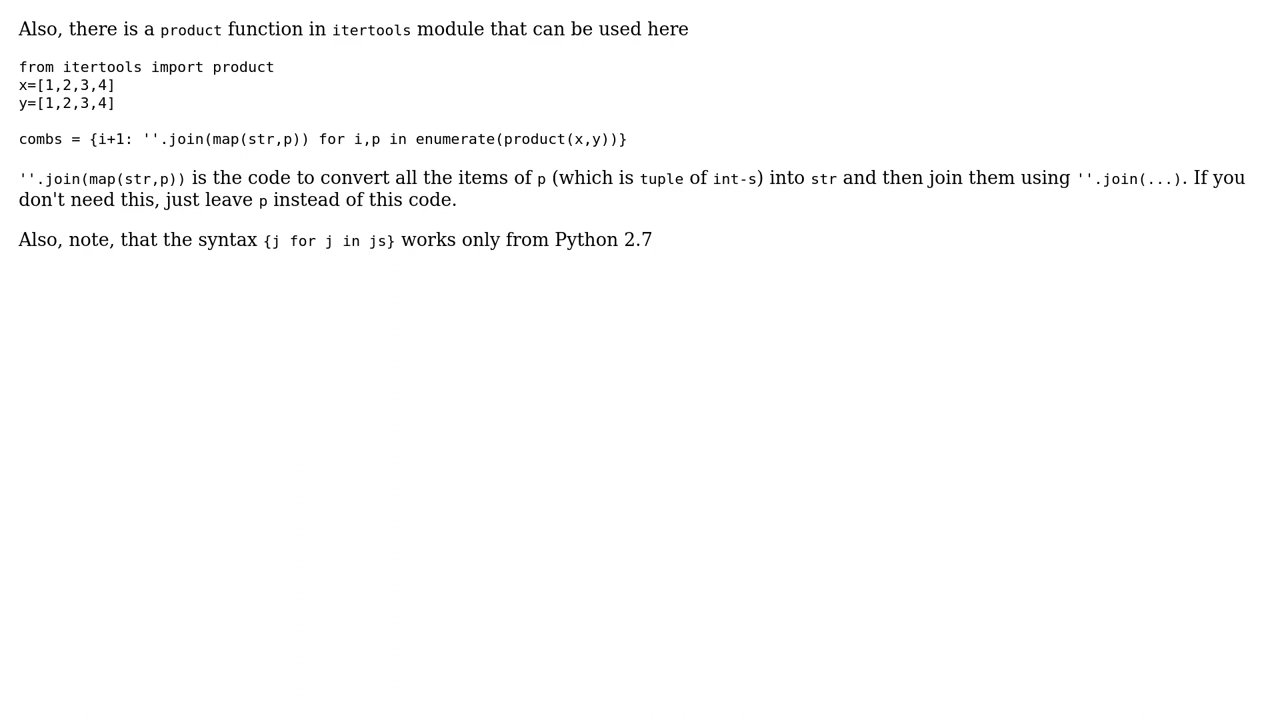 Also, there is a product function in itertools module that can be used here
from itertools import product
x=[1,2,3,4]
y=[1,2,3,4]
combs = {i+1: ''.join(map(str,p)) for i,p in enumerate(product(x,y))}
''.join(map(str,p)) is the code to convert all the items of p (which is tuple of int-s) into str and then join them using ''.join(...). If you
don't need this, just leave p instead of this code.
Also, note, that the syntax {j for j in js} works only from Python 2.7